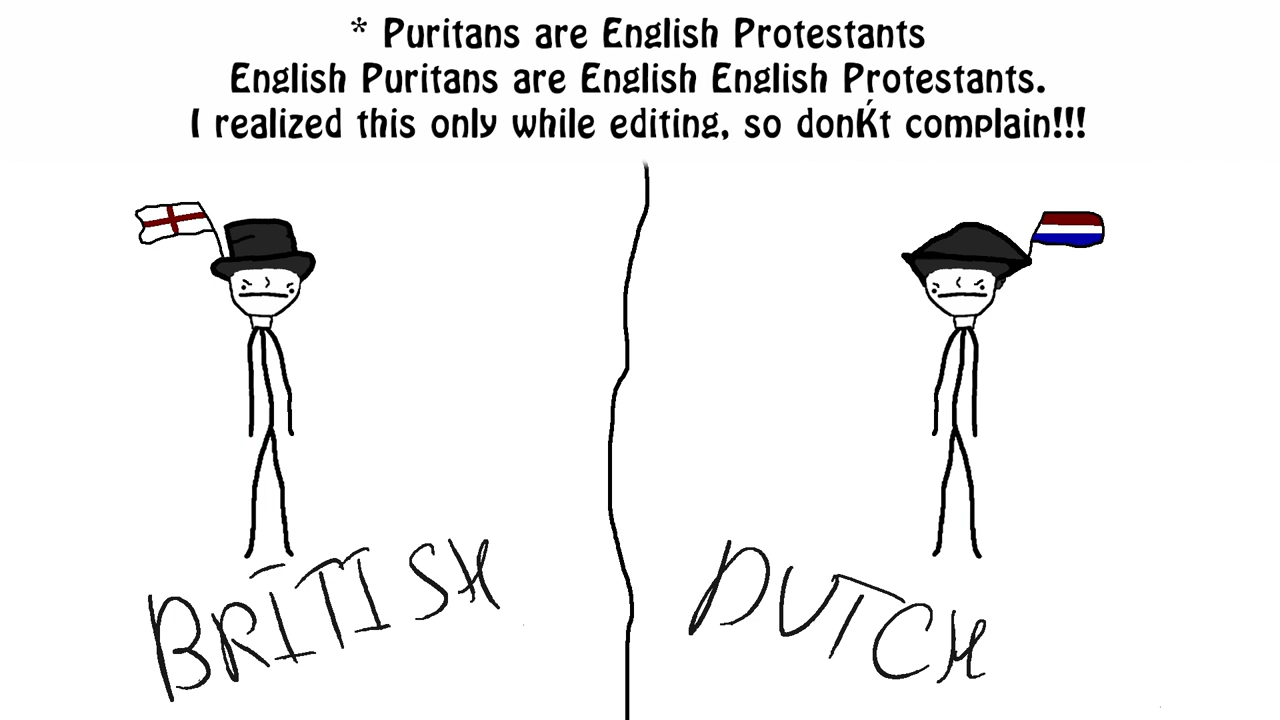 * Puritans are English Protestants
English Puritans are English English Protestants.
I realized this only while editing, so donḰt complain!!!
BRITISH
DUTCH